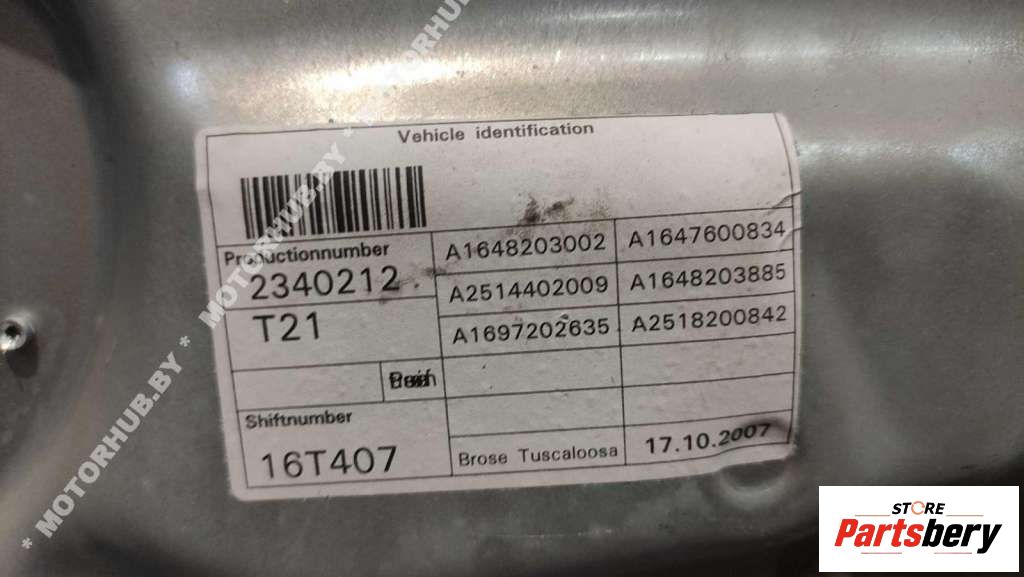 Vehicle identification
Productionnumber
2340212
T21
A1648203002 A1647600834
A2514402009 A1648203885
A1697202635 A2518200842
Shiftnumber
16T407
Brose Tuscaloosa 17.10.2007
* MOTORHUB.BY * MOTORHUB.BY * MOTORHUB.BY
STORE
Partsbery